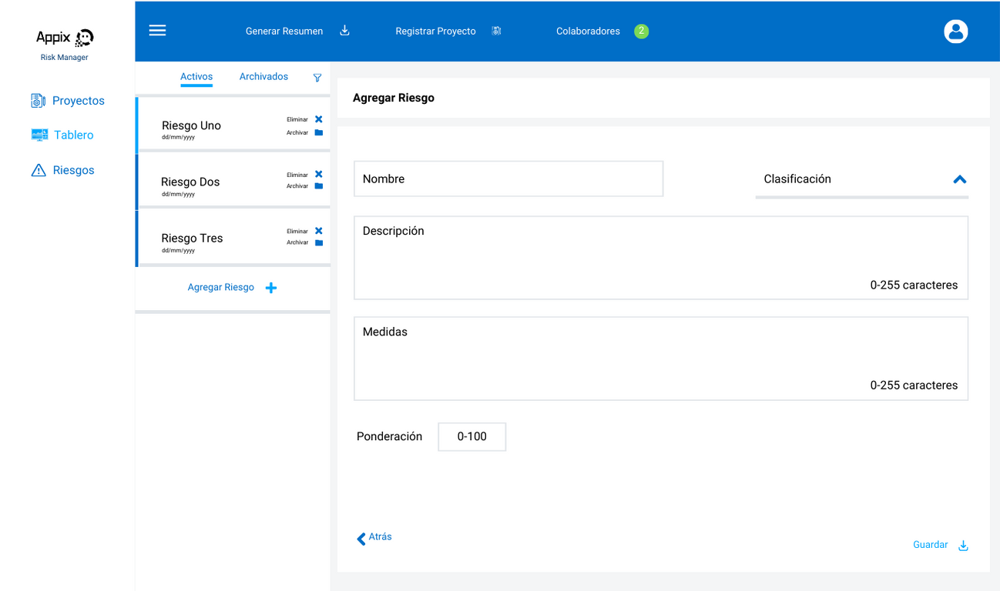 Appix
Risk Manager
Proyectos
Tablero
Riesgos
Generar Resumen
Registrar Proyecto
Colaboradores 2
Activos Archivados
Riesgo Uno
dd/mm/yyyy
Eliminar
Archivar
Riesgo Dos
dd/mm/yyyy
Eliminar
Archivar
Riesgo Tres
dd/mm/yyyy
Eliminar
Archivar
Agregar Riesgo
Agregar Riesgo
Nombre
Clasificación
Descripción
0-255 caracteres
Medidas
0-255 caracteres
Ponderación 0-100
Atrás
Guardar